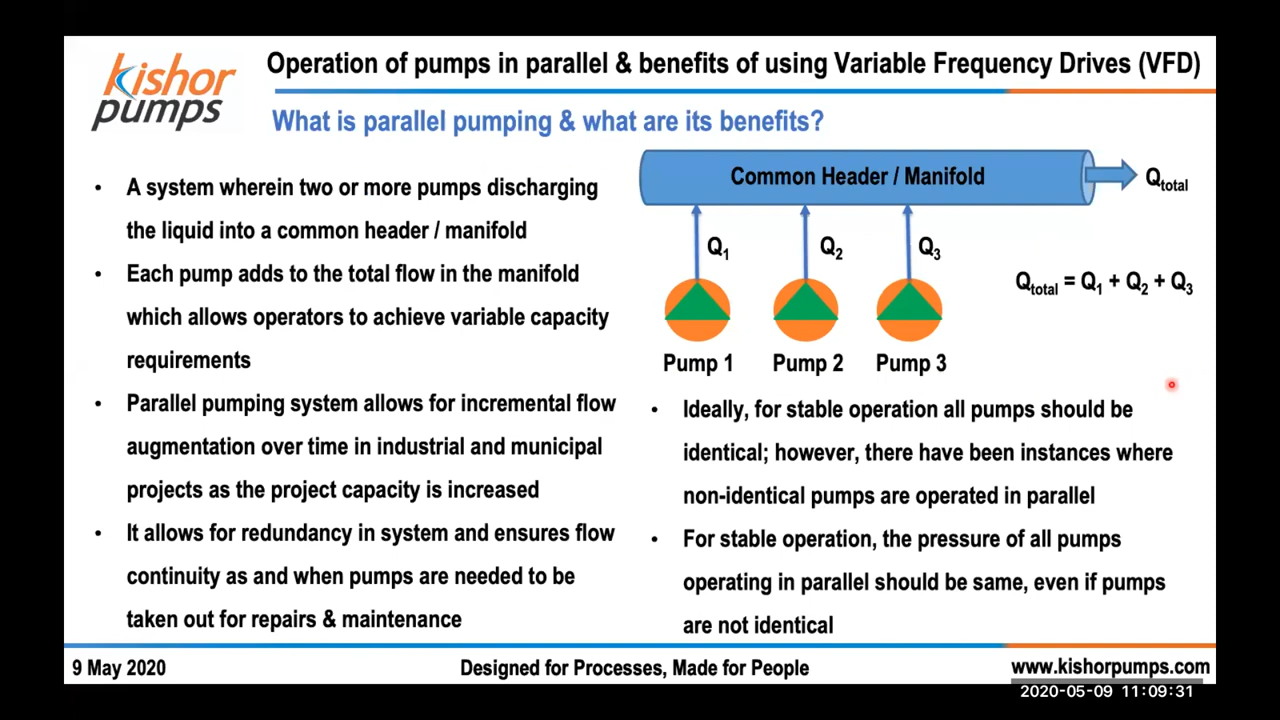 kishor
pumps
Operation of pumps in parallel & benefits of using Variable Frequency Drives (VFD)
What is parallel pumping & what are its benefits?
• A system wherein two or more pumps discharging
the liquid into a common header / manifold
• Each pump adds to the total flow in the manifold
which allows operators to achieve variable capacity
requirements
• Parallel pumping system allows for incremental flow
augmentation over time in industrial and municipal
projects as the project capacity is increased
• It allows for redundancy in system and ensures flow
continuity as and when pumps are needed to be
taken out for repairs & maintenance
Common Header / Manifold
Qtotal
Q1 Q2 Q3
Qtotal = Q1 + Q2 + Q3
Pump 1 Pump 2 Pump 3
• Ideally, for stable operation all pumps should be
identical; however, there have been instances where
non-identical pumps are operated in parallel
• For stable operation, the pressure of all pumps
operating in parallel should be same, even if pumps
are not identical
9 May 2020
Designed for Processes, Made for People
www.kishorpumps.com
2020-05-09 11:09:31